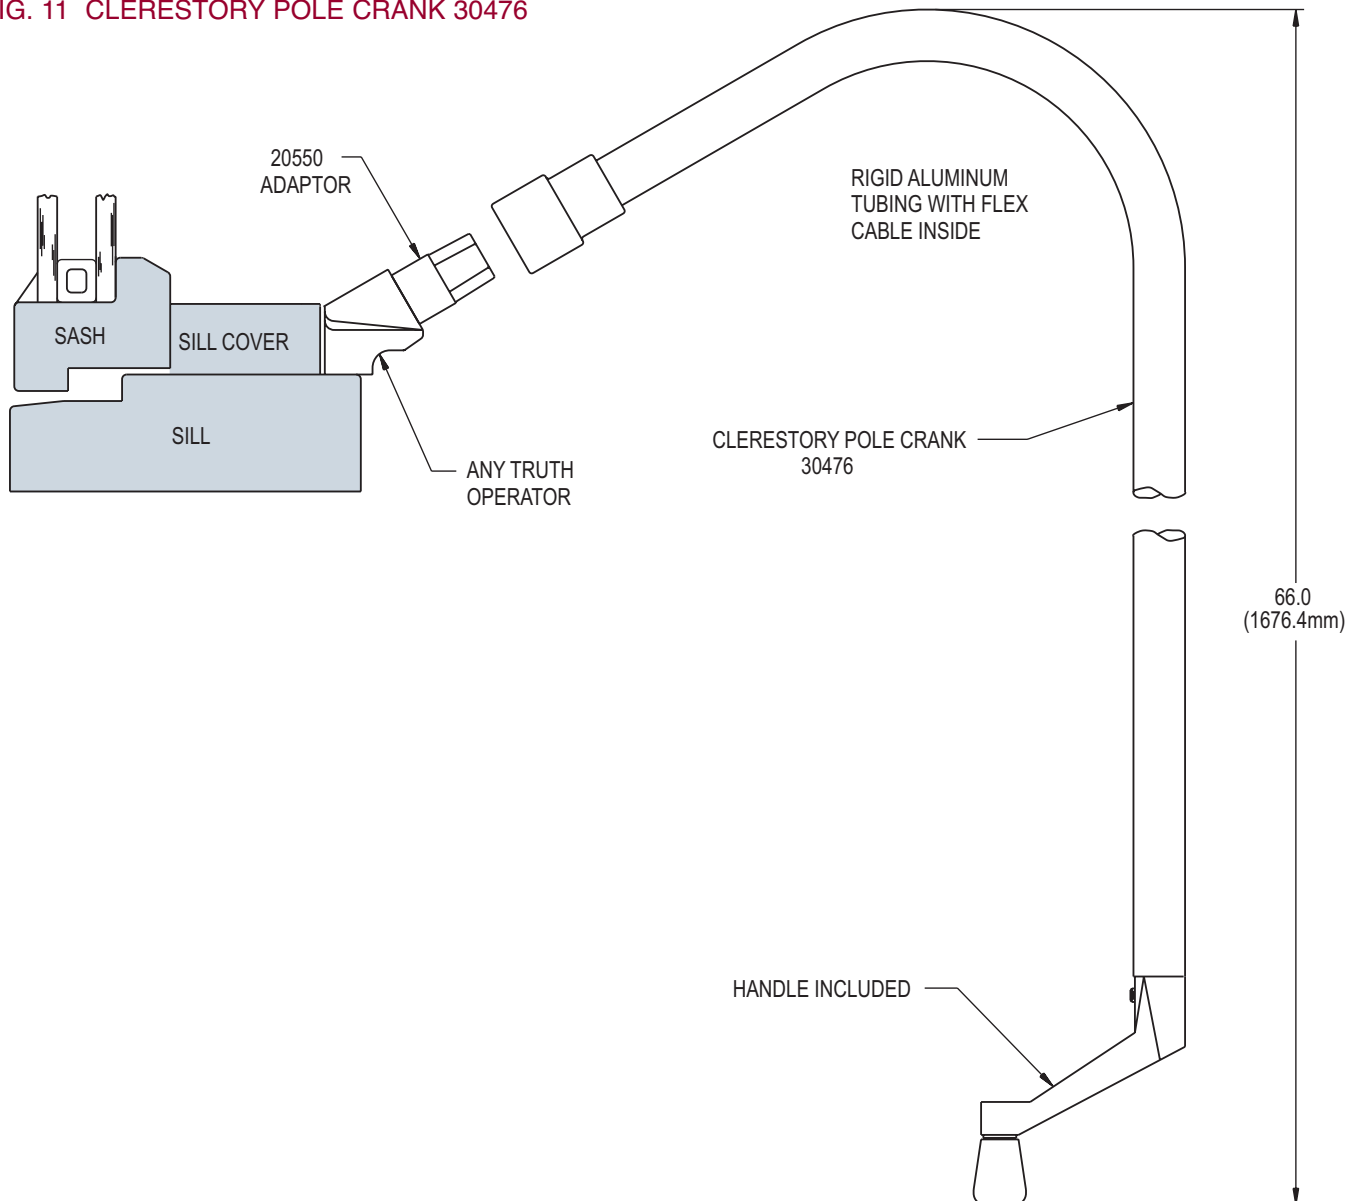 IG. 11 CLERESTORY POLE CRANK 30476
20550
ADAPTOR
RIGID ALUMINUM
TUBING WITH FLEX
CABLE INSIDE
SASH
SILL COVER
SILL
CLERESTORY POLE CRANK
30476
ANY TRUTH
OPERATOR
66.0
(1676.4mm)
HANDLE INCLUDED